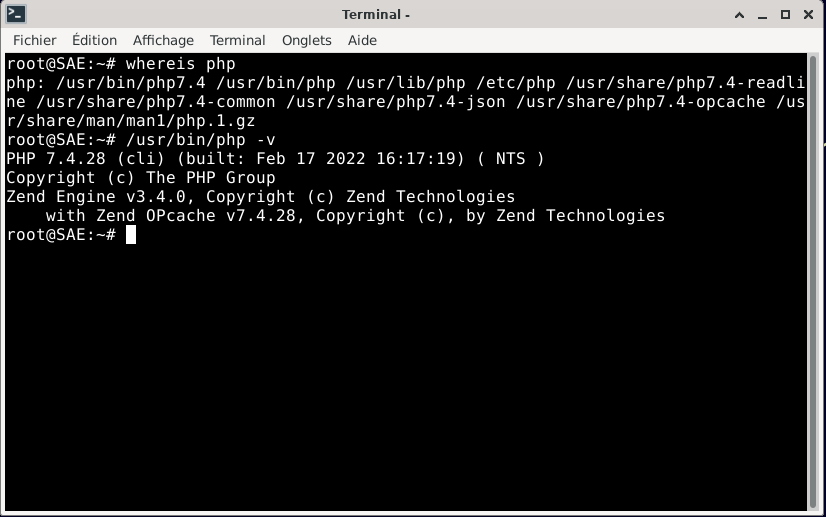 Terminal -
Fichier Édition Affichage Terminal Onglets Aide
root@SAE:~# whereis php
php: /usr/bin/php7.4 /usr/bin/php /usr/lib/php /etc/php /usr/share/php7.4-readli
ne /usr/share/php7.4-common /usr/share/php7.4-json /usr/share/php7.4-opcache /us
r/share/man/man1/php.1.gz
root@SAE:~# /usr/bin/php -v
PHP 7.4.28 (cli) (built: Feb 17 2022 16:17:19) ( NTS )
Copyright (c) The PHP Group
Zend Engine v3.4.0, Copyright (c) Zend Technologies
    with Zend OPcache v7.4.28, Copyright (c), by Zend Technologies
root@SAE:~#